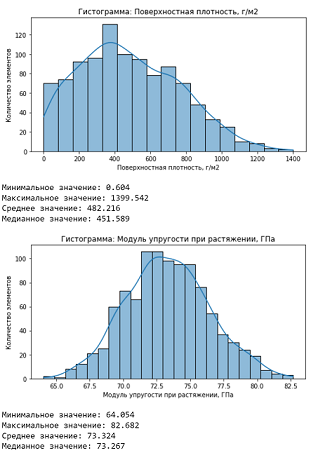 Гистограмма: Поверхностная плотность, г/м2
Количество элементов
120
100
80
60
40
20
0
0 200 400 600 800 1000 1200 1400
Поверхностная плотность, г/м2
Минимальное значение: 0.604
Максимальное значение: 1399.542
Среднее значение: 482.216
Медианное значение: 451.589
Гистограмма: Модуль упругости при растяжении, ГПа
Количество элементов
100
80
60
40
20
0
65.0 67.5 70.0 72.5 75.0 77.5 80.0 82.5
Модуль упругости при растяжении, ГПа
Минимальное значение: 64.054
Максимальное значение: 82.682
Среднее значение: 73.324
Медианное значение: 73.267